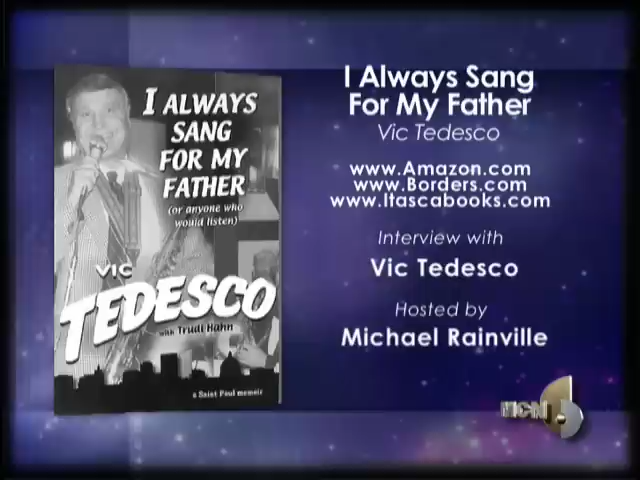 I ALWAYS
SANG
FOR MY
FATHER
(or anyone who
would listen)
VIC
TEDESCO
with Trudi Hahn
a Saint Paul memoir
I Always Sang
For My Father
Vic Tedesco
www.Amazon.com
www.Borders.com
www.Itascabooks.com
Interview with
Vic Tedesco
Hosted by
Michael Rainville
MCN